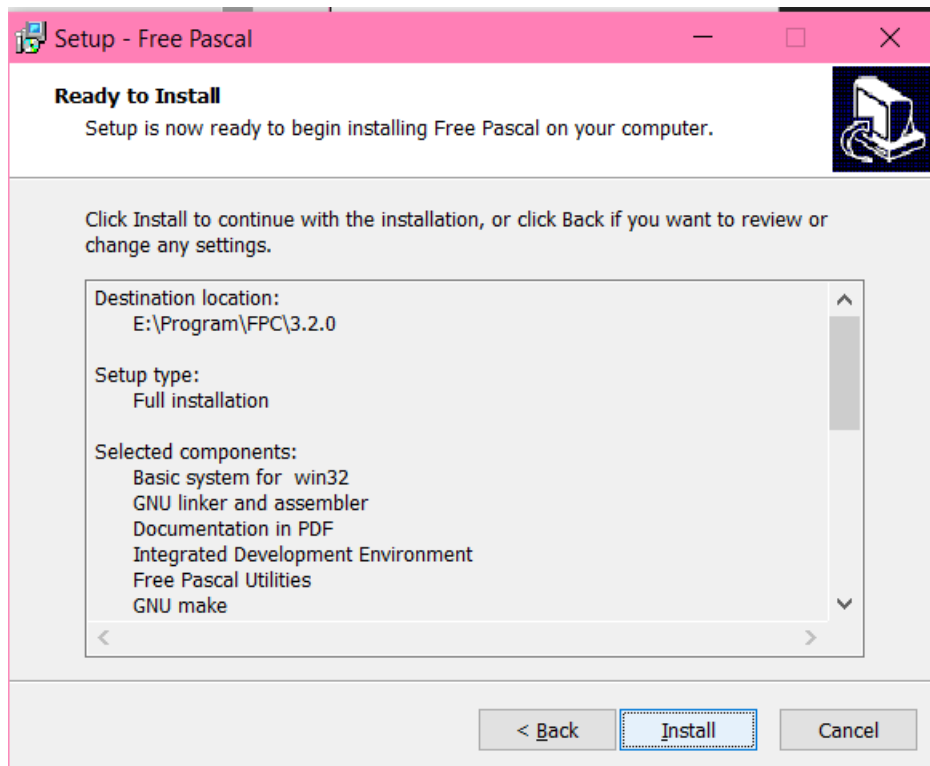 Setup - Free Pascal
Ready to Install
Setup is now ready to begin installing Free Pascal on your computer.
Click Install to continue with the installation, or click Back if you want to review or
change any settings.
Destination location:
E:\Program\FPC\3.2.0
Setup type:
Full installation
Selected components:
Basic system for  win32
GNU linker and assembler
Documentation in PDF
Integrated Development Environment
Free Pascal Utilities
GNU make
< Back
Install
Cancel